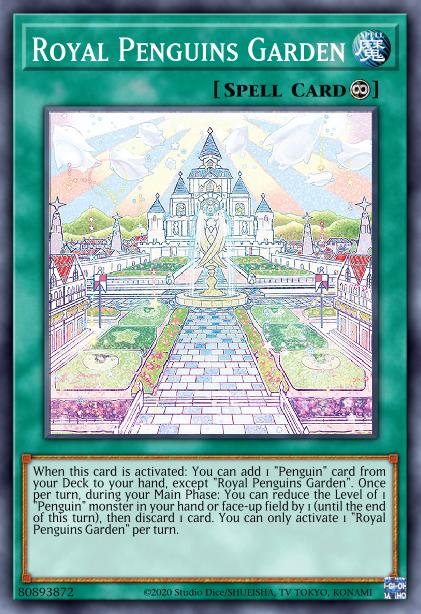 ROYAL PENGUINS GARDEN
SPELL
魔
[SPELL CARD]
When this card is activated: You can add 1 "Penguin" card from
your Deck to your hand, except "Royal Penguins Garden". Once
per turn, during your Main Phase: You can reduce the Level of 1
"Penguin" monster in your hand or face-up field by 1 (until the end
of this turn), then discard 1 card. You can only activate 1 "Royal
Penguins Garden" per turn.
80893872
©2020 Studio Dice/SHUEISHA, TV TOKYO, KONAMI